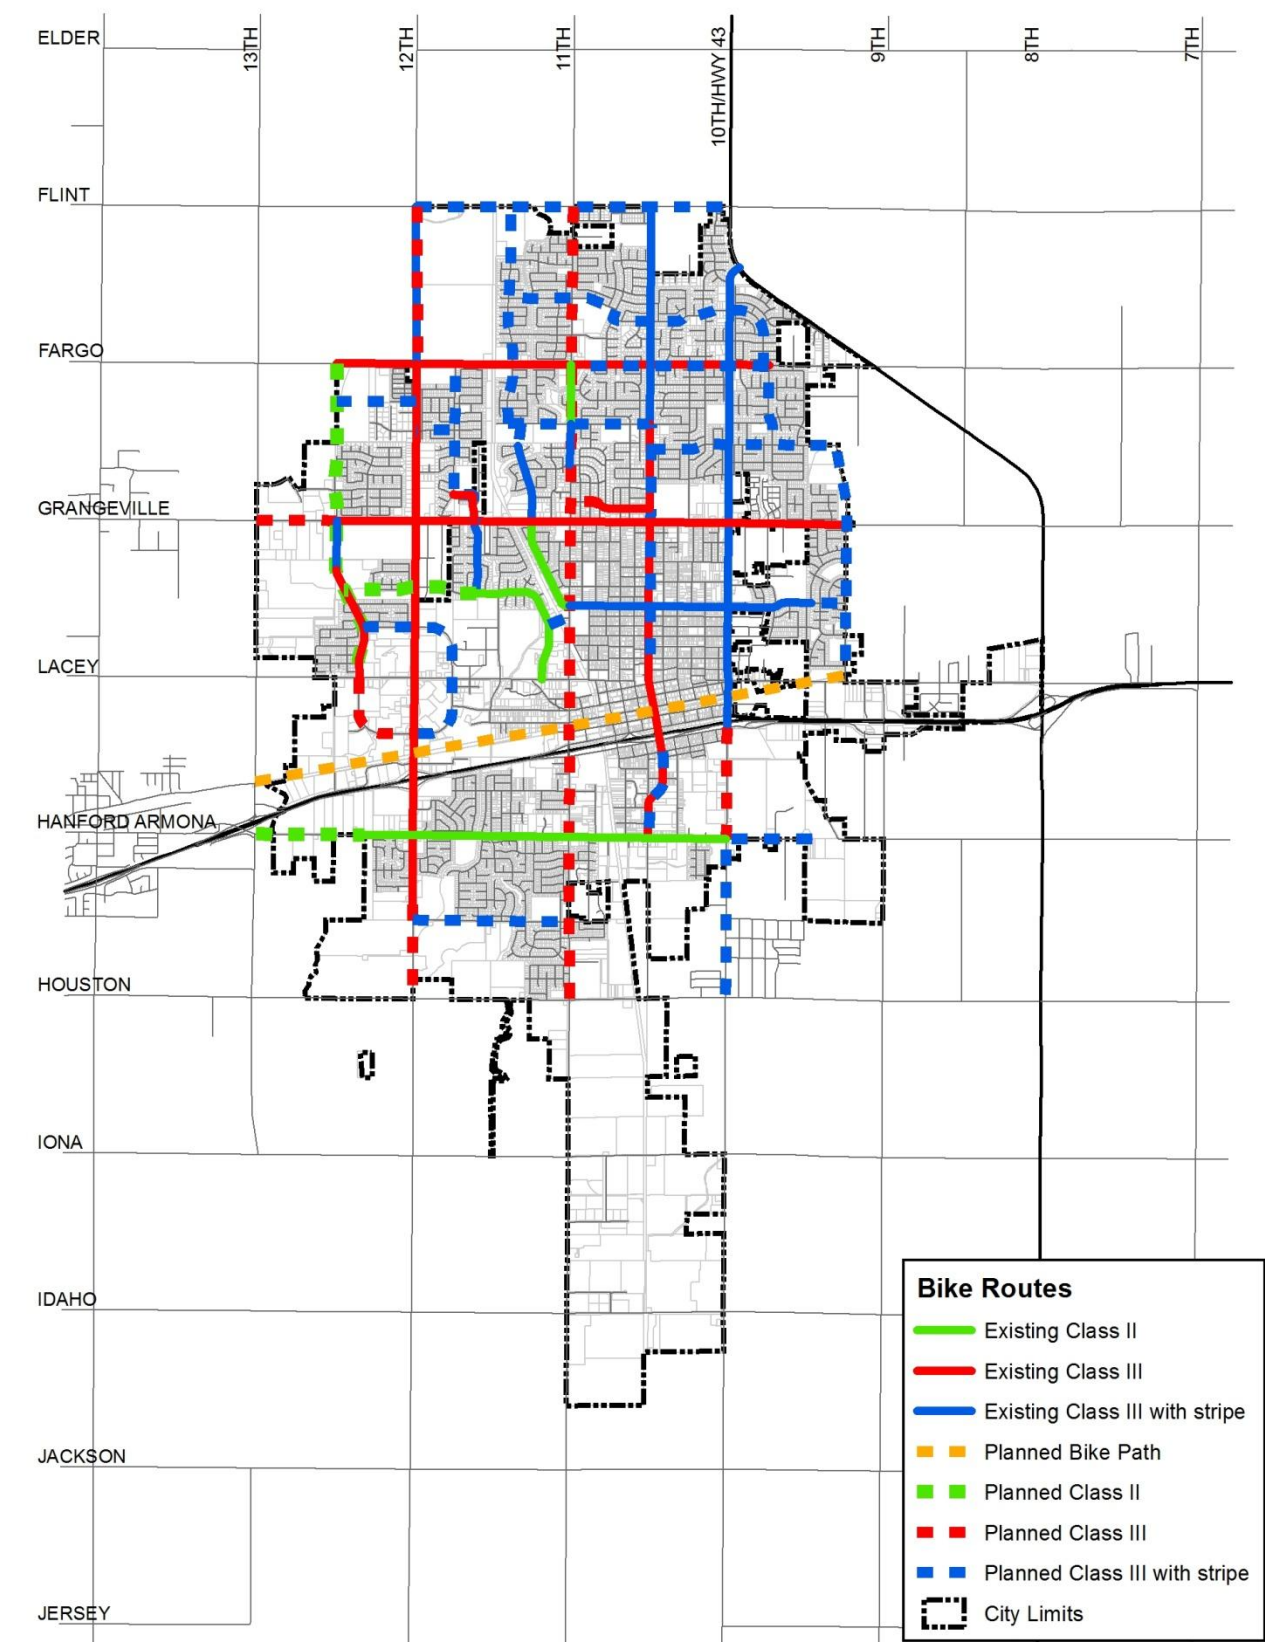 ELDER
13TH
12TH
11TH
10TH/HWY 43
9TH
8TH
7TH
FLINT
FARGO
GRANGEVILLE
LACEY
HANFORD ARMONA
HOUSTON
IONA
IDAHO
JACKSON
JERSEY
Bike Routes
Existing Class II
Existing Class III
Existing Class III with stripe
Planned Bike Path
Planned Class II
Planned Class III
Planned Class III with stripe
City Limits